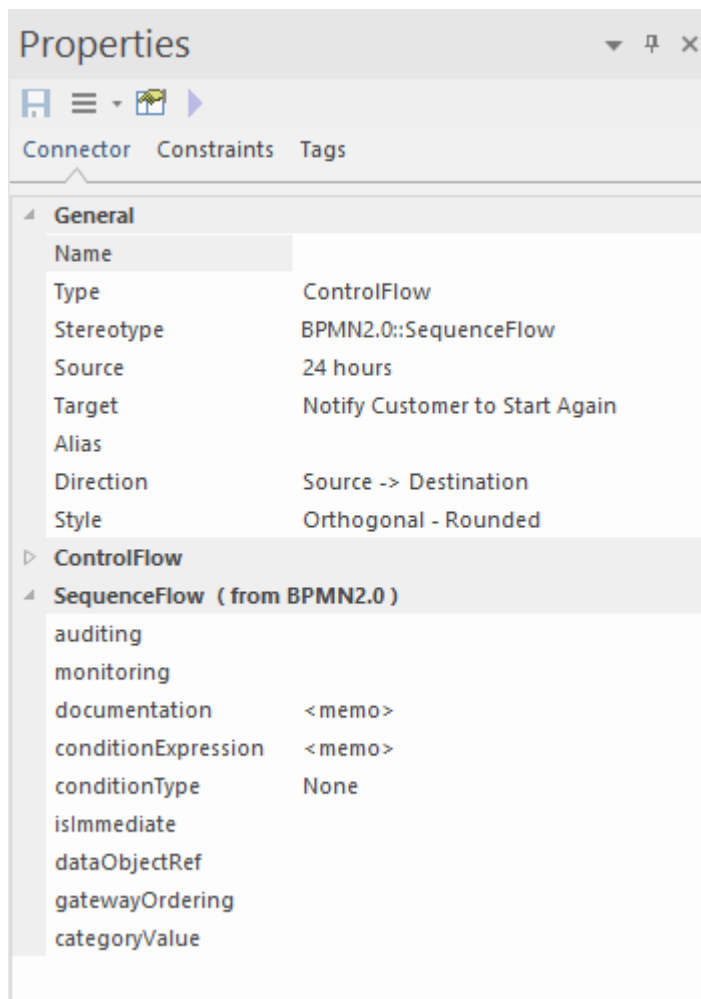 Properties
Connector Constraints Tags
General
Name
Type ControlFlow
Stereotype BPMN2.0::SequenceFlow
Source 24 hours
Target Notify Customer to Start Again
Alias
Direction Source -> Destination
Style Orthogonal - Rounded
ControlFlow
SequenceFlow ( from BPMN2.0 )
auditing
monitoring
documentation <memo>
conditionExpression <memo>
conditionType None
isImmediate
dataObjectRef
gatewayOrdering
categoryValue